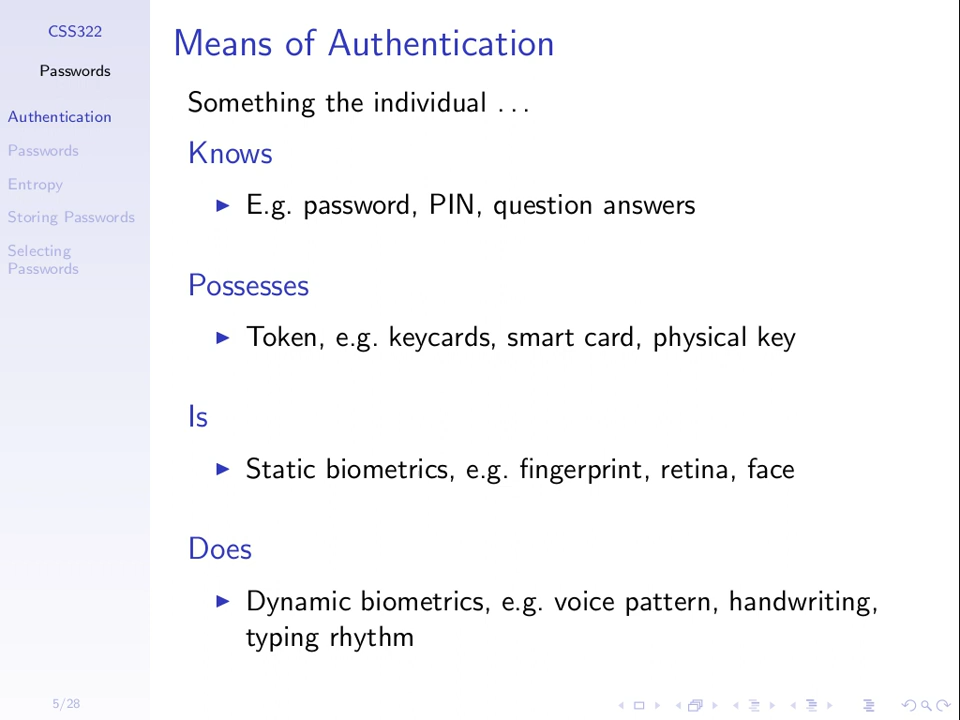 CSS322
Passwords
Authentication
Passwords
Entropy
Storing Passwords
Selecting
Passwords
5/28
Means of Authentication
Something the individual . . .
Knows
E.g. password, PIN, question answers
Possesses
Token, e.g. keycards, smart card, physical key
Is
Static biometrics, e.g. fingerprint, retina, face
Does
Dynamic biometrics, e.g. voice pattern, handwriting,
typing rhythm